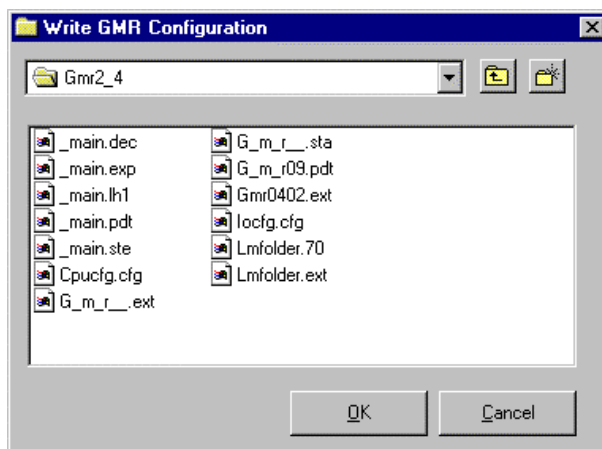 Write GMR Configuration
Gmr2_4
_main.dec
_main.exp
_main.lh1
_main.pdt
_main.ste
Cpucfg.cfg
G_m_r__.ext
G_m_r__.sta
G_m_r09.pdt
Gmr0402.ext
Iocfg.cfg
Lmfolder.70
Lmfolder.ext
OK
Cancel